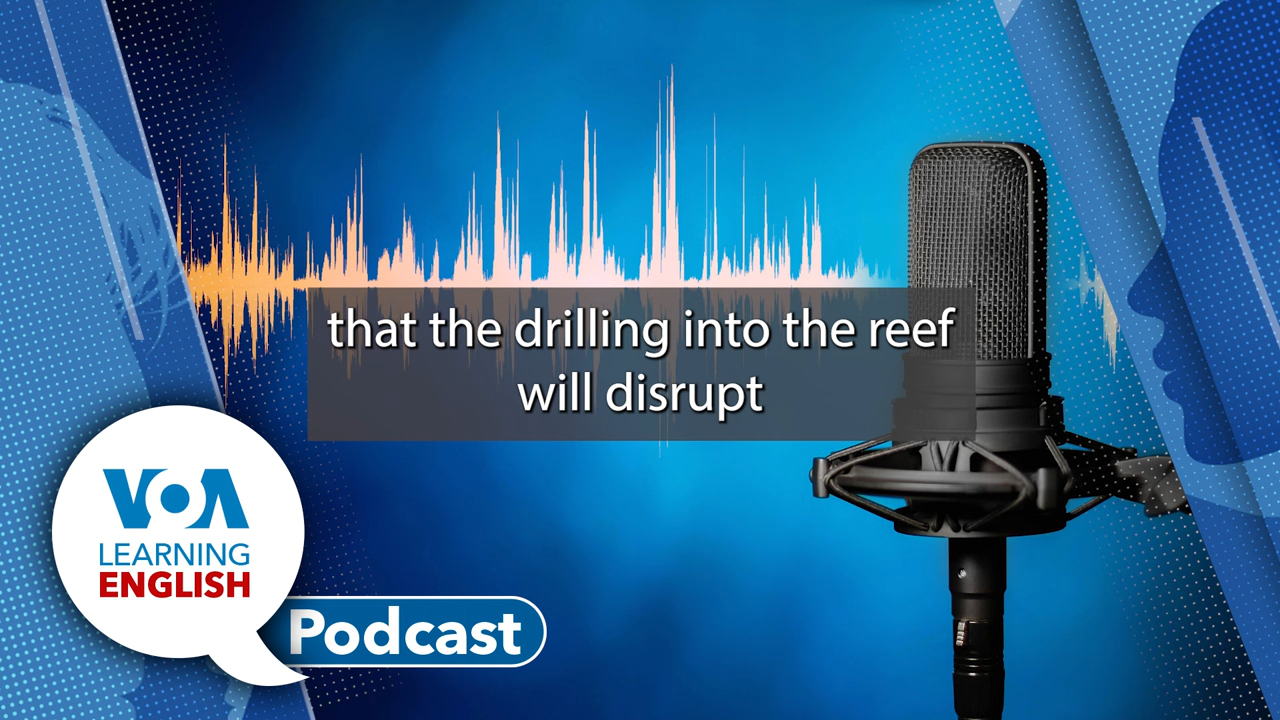 that the drilling into the reef
will disrupt
VOA
LEARNING
ENGLISH
Podcast